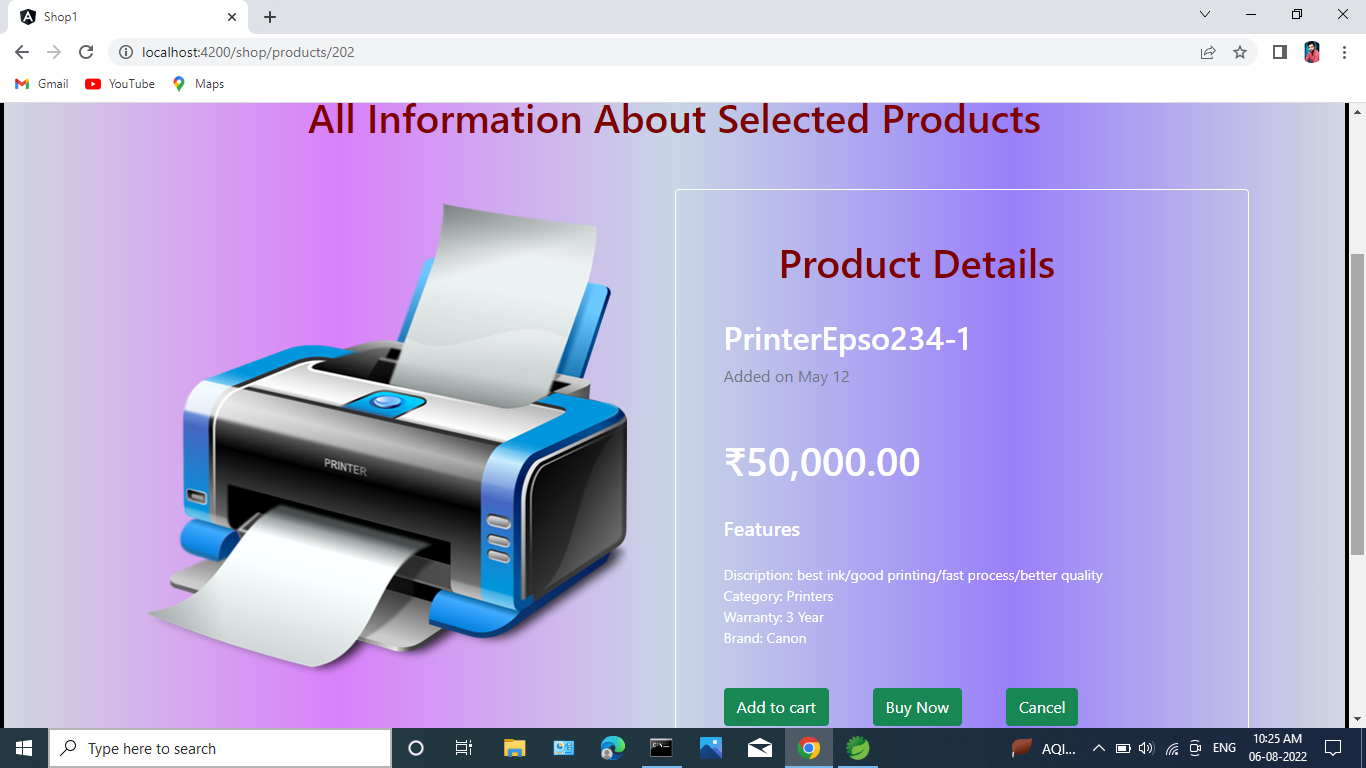 Shop1
localhost:4200/shop/products/202
Gmail YouTube Maps
All Information About Selected Products
Product Details
PrinterEpso234-1
Added on May 12
₹50,000.00
Features
Discription: best ink/good printing/fast process/better quality
Category: Printers
Warranty: 3 Year
Brand: Canon
Add to cart Buy Now Cancel
PRINTER
Type here to search
AQI... ENG 10:25 AM
06-08-2022